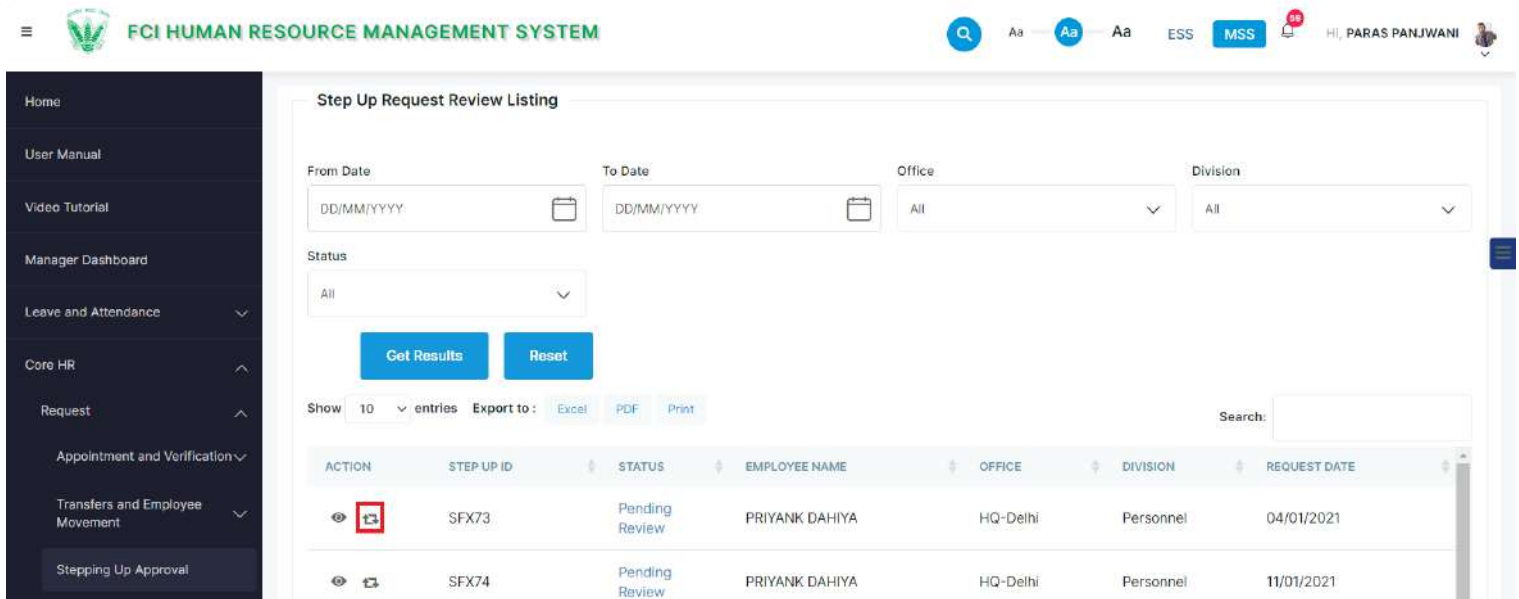 FCI HUMAN RESOURCE MANAGEMENT SYSTEM
Aa Aa Aa ESS MSS 56 Hi, PARAS PANJWANI
Home
User Manual
Video Tutorial
Manager Dashboard
Leave and Attendance
Core HR
Request
Appointment and Verification
Transfers and Employee
Movement
Stepping Up Approval
Step Up Request Review Listing
From Date To Date Office Division
DD/MM/YYYY DD/MM/YYYY All All
Status
All
Get Results Reset
Show 10 entries Export to : Excel PDF Print Search:
ACTION STEP UP ID STATUS EMPLOYEE NAME OFFICE DIVISION REQUEST DATE
SFX73 Pending Review PRIYANK DAHIYA HQ-Delhi Personnel 04/01/2021
SFX74 Pending Review PRIYANK DAHIYA HQ-Delhi Personnel 11/01/2021